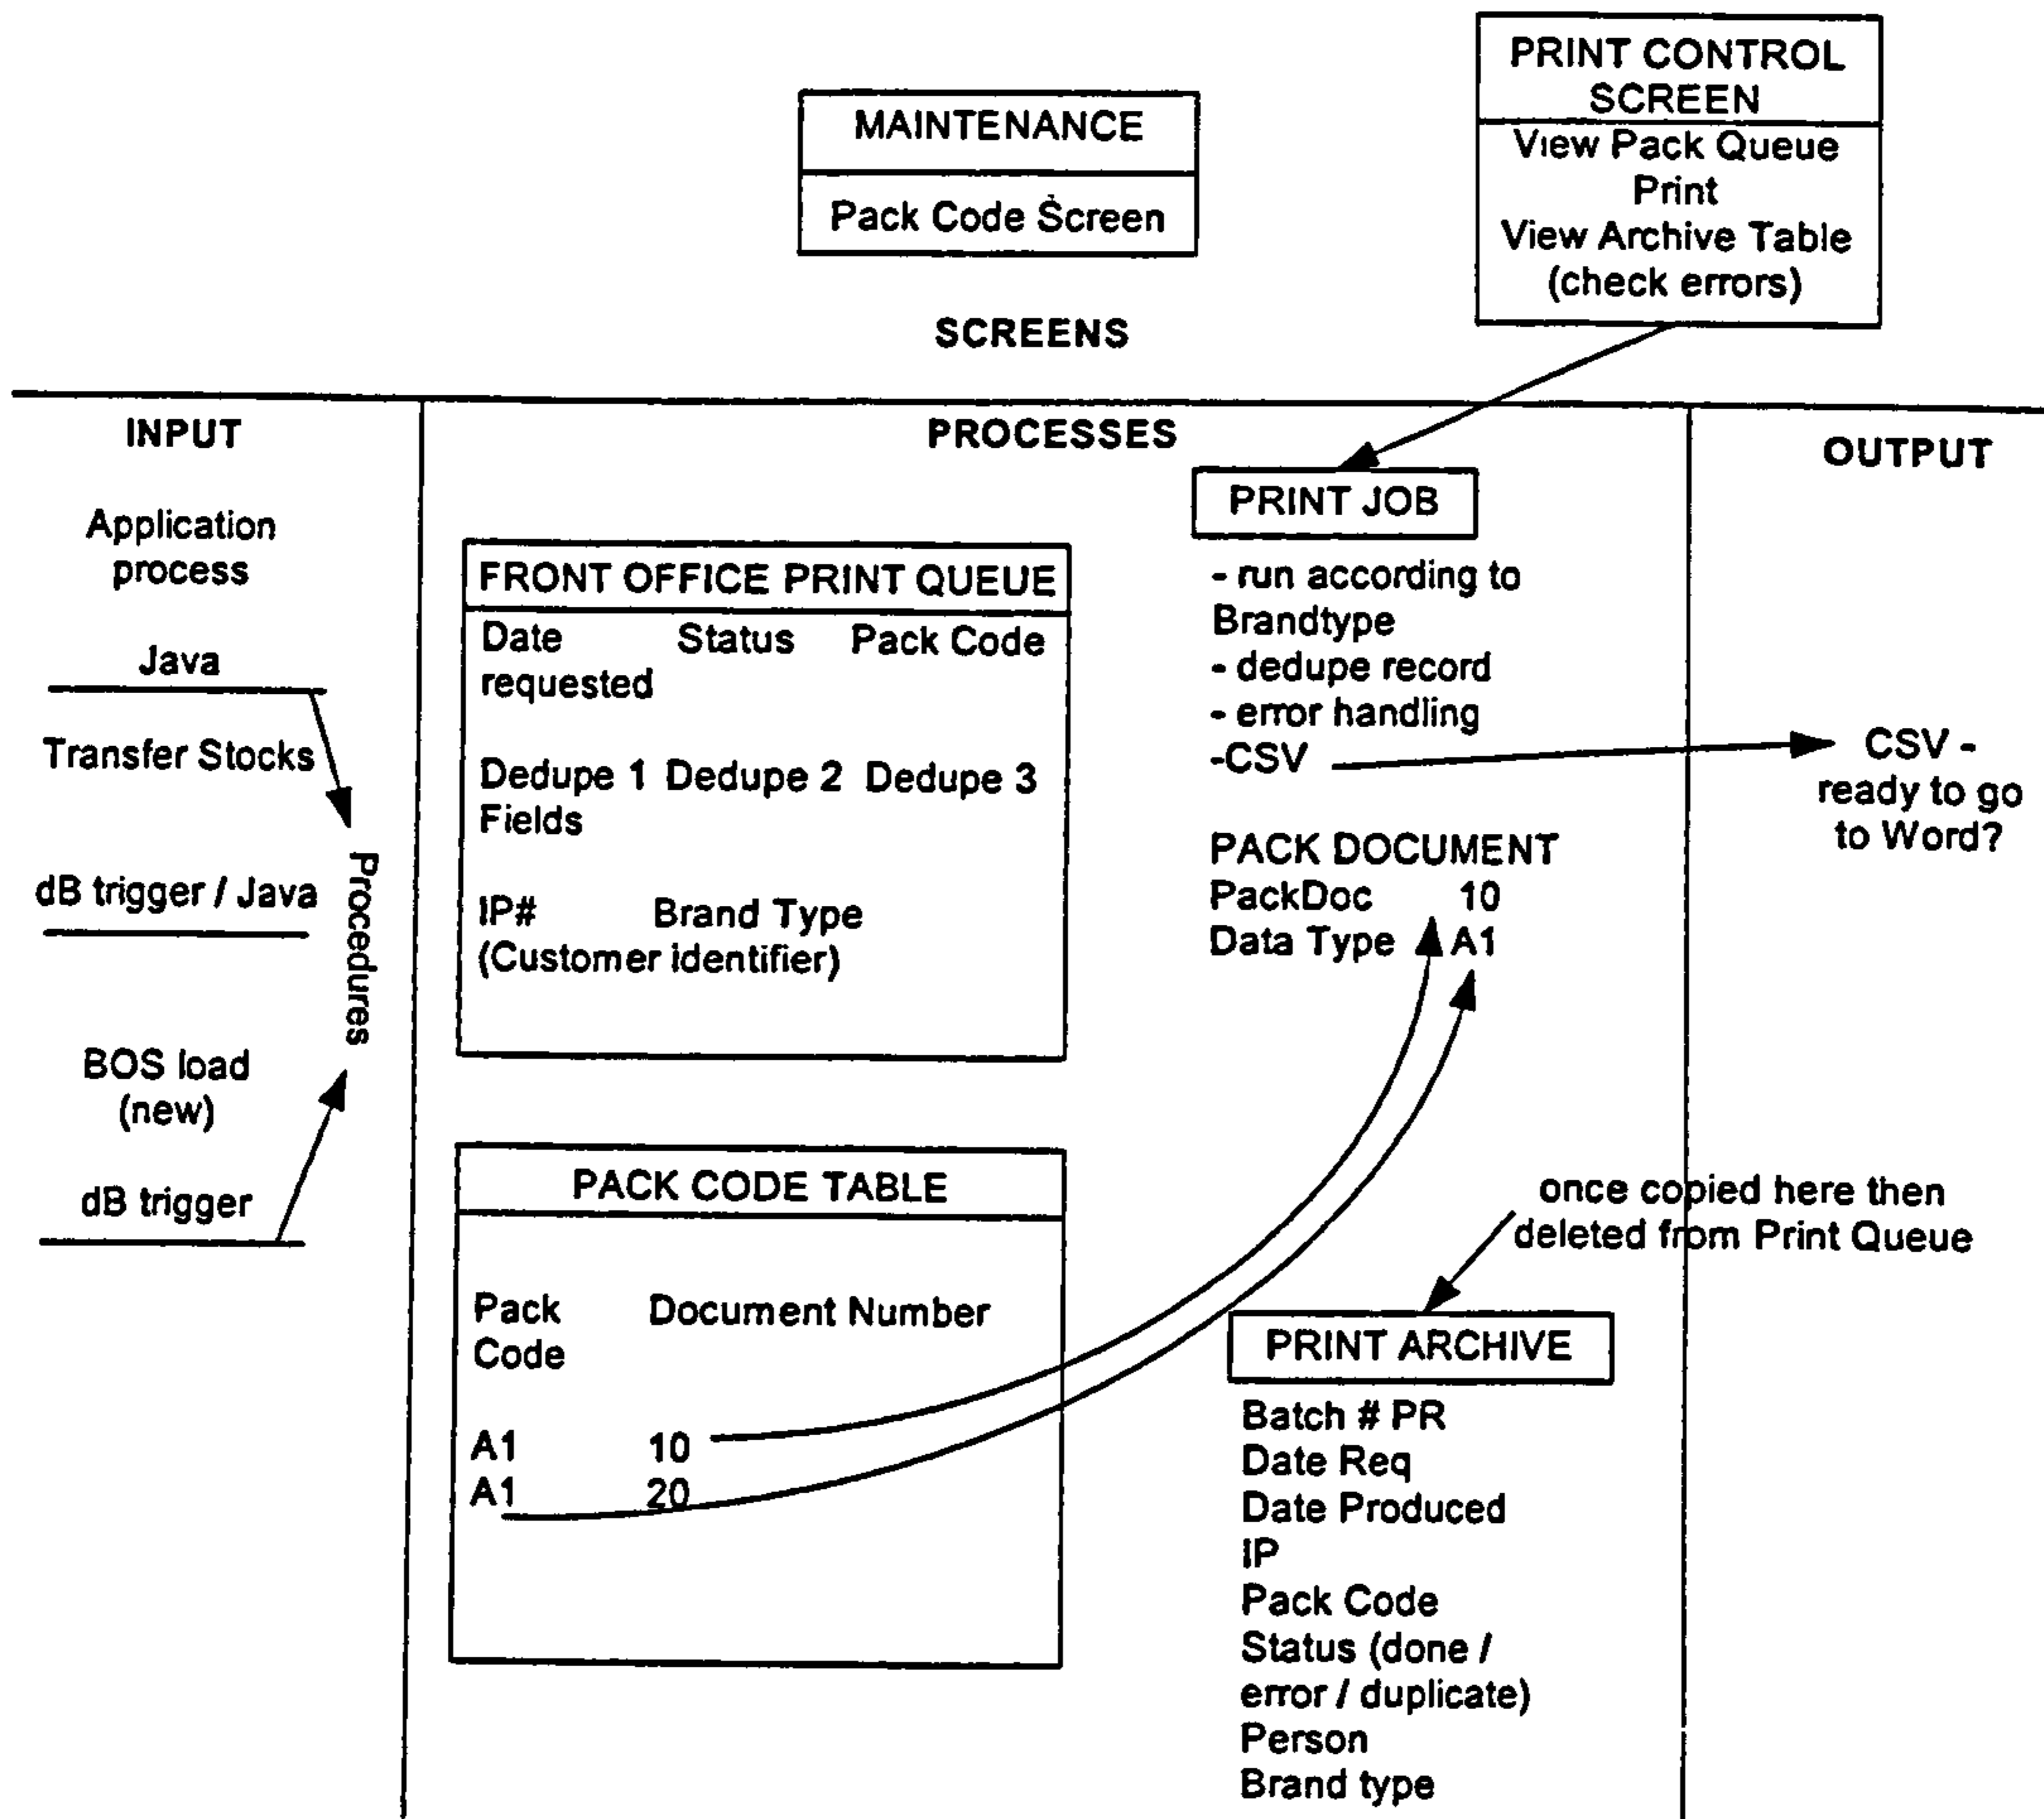 PRINT CONTROL
SCREEN
View Pack Queue
Print
View Archive Table
(check errors)
MAINTENANCE
Pack Code Screen
SCREENS
INPUT
Application
process
Java
Transfer Stocks
dB trigger / Java
BOS load
(new)
dB trigger
Procedures
PROCESSES
FRONT OFFICE PRINT QUEUE
Date Status Pack Code
requested
Dedupe 1 Dedupe 2 Dedupe 3
Fields
IP# Brand Type
(Customer identifier)
PACK CODE TABLE
Pack Document Number
Code
A1 10
A1 20
PRINT JOB
- run according to
Brandtype
- dedupe record
- error handling
-CSV
PACK DOCUMENT
PackDoc 10
Data Type A1
once copied here then
deleted from Print Queue
PRINT ARCHIVE
Batch # PR
Date Req
Date Produced
IP
Pack Code
Status (done /
error / duplicate)
Person
Brand type
OUTPUT
CSV -
ready to go
to Word?